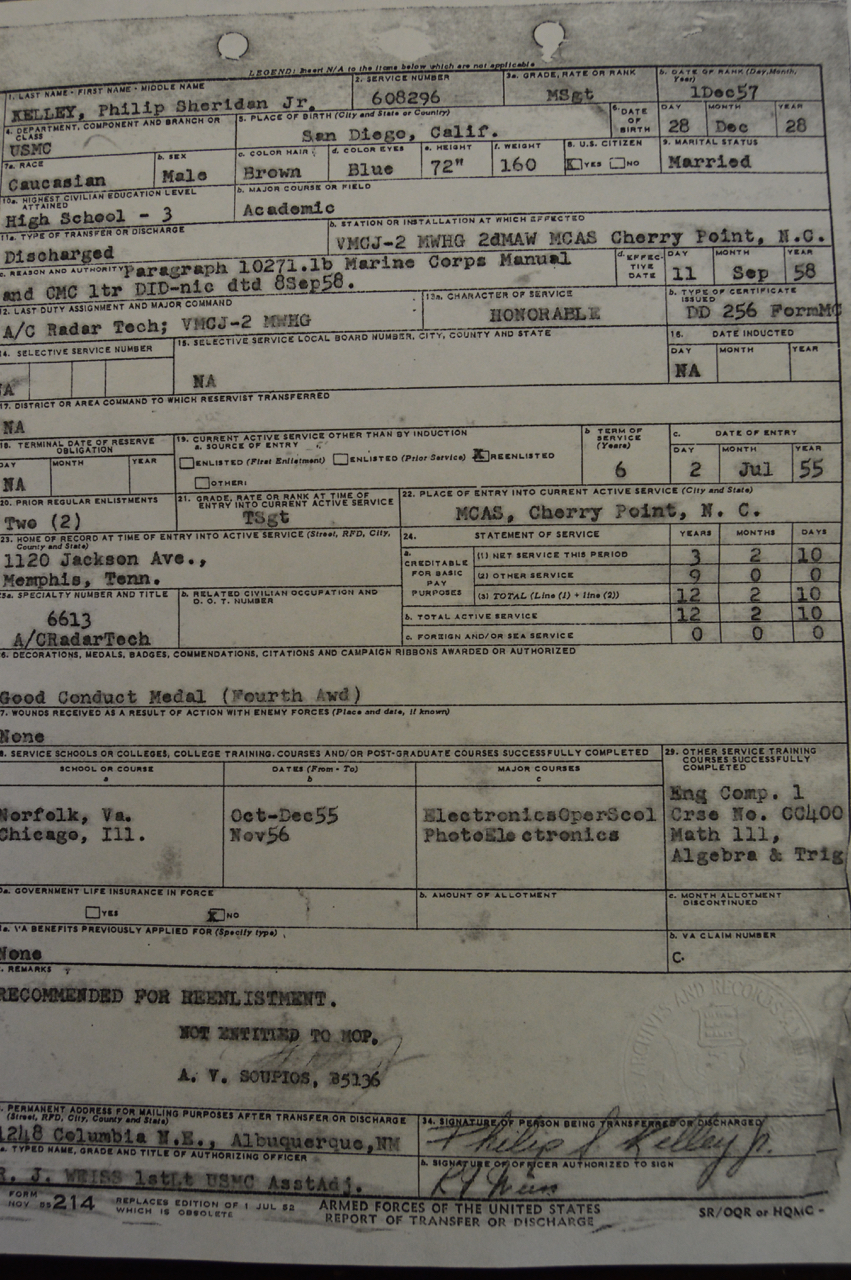 LEGEND: Insert N/A to the items below which are not applicable
1. LAST NAME - FIRST NAME - MIDDLE NAME
KELLEY, Philip Sheridan Jr.
2. SERVICE NUMBER
608296
3a. GRADE, RATE OR RANK
MSgt
b. DATE OF RANK (Day, Month, Year)
1Dec57
4. DEPARTMENT, COMPONENT AND BRANCH OR CLASS
USMC
5. PLACE OF BIRTH (City and State or Country)
San Diego, Calif.
6. DATE OF BIRTH
DAY MONTH YEAR
28 Dec 28
7a. RACE
Caucasian
b. SEX
Male
c. COLOR HAIR
Brown
d. COLOR EYES
Blue
e. HEIGHT
72"
f. WEIGHT
160
8. U.S. CITIZEN
YES NO
9. MARITAL STATUS
Married
10a. HIGHEST CIVILIAN EDUCATION LEVEL ATTAINED
High School - 3
b. MAJOR COURSE OR FIELD
Academic
11a. TYPE OF TRANSFER OR DISCHARGE
Discharged
b. STATION OR INSTALLATION AT WHICH EFFECTED
VMCJ-2 MWHG 2dMAW MCAS Cherry Point, N.C.
c. REASON AND AUTHORITY Paragraph 10271.1b Marine Corps Manual
and CMC ltr DID-nic dtd 8Sep58.
d. EFFECTIVE DATE
DAY MONTH YEAR
11 Sep 58
12. LAST DUTY ASSIGNMENT AND MAJOR COMMAND
A/C Radar Tech; VMCJ-2 MWHG
13a. CHARACTER OF SERVICE
HONORABLE
b. TYPE OF CERTIFICATE ISSUED
DD 256 FormMC
14. SELECTIVE SERVICE NUMBER
NA
15. SELECTIVE SERVICE LOCAL BOARD NUMBER, CITY, COUNTY AND STATE
NA
16. DATE INDUCTED
DAY MONTH YEAR
NA
17. DISTRICT OR AREA COMMAND TO WHICH RESERVIST TRANSFERRED
NA
18. TERMINAL DATE OF RESERVE OBLIGATION
DAY MONTH YEAR
NA
19. CURRENT ACTIVE SERVICE OTHER THAN BY INDUCTION
a. SOURCE OF ENTRY
ENLISTED (First Enlistment) ENLISTED (Prior Service) REENLISTED
OTHER:
b TERM OF SERVICE (Years)
6
c. DATE OF ENTRY
DAY MONTH YEAR
2 Jul 55
20. PRIOR REGULAR ENLISTMENTS
Two (2)
21. GRADE, RATE OR RANK AT TIME OF ENTRY INTO CURRENT ACTIVE SERVICE
TSgt
22. PLACE OF ENTRY INTO CURRENT ACTIVE SERVICE (City and State)
MCAS, Cherry Point, N. C.
23. HOME OF RECORD AT TIME OF ENTRY INTO ACTIVE SERVICE (Street, RFD, City, County and State)
1120 Jackson Ave.,
Memphis, Tenn.
24. STATEMENT OF SERVICE
YEARS MONTHS DAYS
a. CREDITABLE FOR BASIC PAY PURPOSES
(1) NET SERVICE THIS PERIOD 3 2 10
(2) OTHER SERVICE 9 0 0
(3) TOTAL (Line (1) + line (2)) 12 2 10
b. TOTAL ACTIVE SERVICE 12 2 10
c. FOREIGN AND/OR SEA SERVICE 0 0 0
25a. SPECIALTY NUMBER AND TITLE
6613
A/CRadarTech
b. RELATED CIVILIAN OCCUPATION AND D. O. T. NUMBER
6. DECORATIONS, MEDALS, BADGES, COMMENDATIONS, CITATIONS AND CAMPAIGN RIBBONS AWARDED OR AUTHORIZED
Good Conduct Medal (Fourth Awd)
7. WOUNDS RECEIVED AS A RESULT OF ACTION WITH ENEMY FORCES (Place and date, if known)
None
8. SERVICE SCHOOLS OR COLLEGES, COLLEGE TRAINING COURSES AND/OR POST-GRADUATE COURSES SUCCESSFULLY COMPLETED
SCHOOL OR COURSE a
DATES (From - To) b
MAJOR COURSES c
Norfolk, Va. Oct-Dec55 ElectronicsOperScol
Chicago, Ill. Nov56 PhotoElectronics
29. OTHER SERVICE TRAINING COURSES SUCCESSFULLY COMPLETED
Eng Comp. 1
Crse No. CC400
Math 111,
Algebra & Trig
0a. GOVERNMENT LIFE INSURANCE IN FORCE
YES NO
b. AMOUNT OF ALLOTMENT
c. MONTH ALLOTMENT DISCONTINUED
1a. VA BENEFITS PREVIOUSLY APPLIED FOR (Specify type)
None
b. VA CLAIM NUMBER
C.
. REMARKS
RECOMMENDED FOR REENLISTMENT.
NOT ENTITLED TO MOP.
A. V. SOUPIOS, B5136
ARCHIVES AND RECORDS
. PERMANENT ADDRESS FOR MAILING PURPOSES AFTER TRANSFER OR DISCHARGE
(Street, RFD, City, County and State)
1248 Columbia N.E., Albuquerque,NM
34. SIGNATURE OF PERSON BEING TRANSFERRED OR DISCHARGED
Philip S Kelley Jr.
a. TYPED NAME, GRADE AND TITLE OF AUTHORIZING OFFICER
R. J. WEISS 1stLt USMC AsstAdj.
b. SIGNATURE OF OFFICER AUTHORIZED TO SIGN
R J Weiss
FORM
NOV 55 214
REPLACES EDITION OF 1 JUL 52
WHICH IS OBSOLETE
ARMED FORCES OF THE UNITED STATES
REPORT OF TRANSFER OR DISCHARGE
SR/OQR or HQMC -